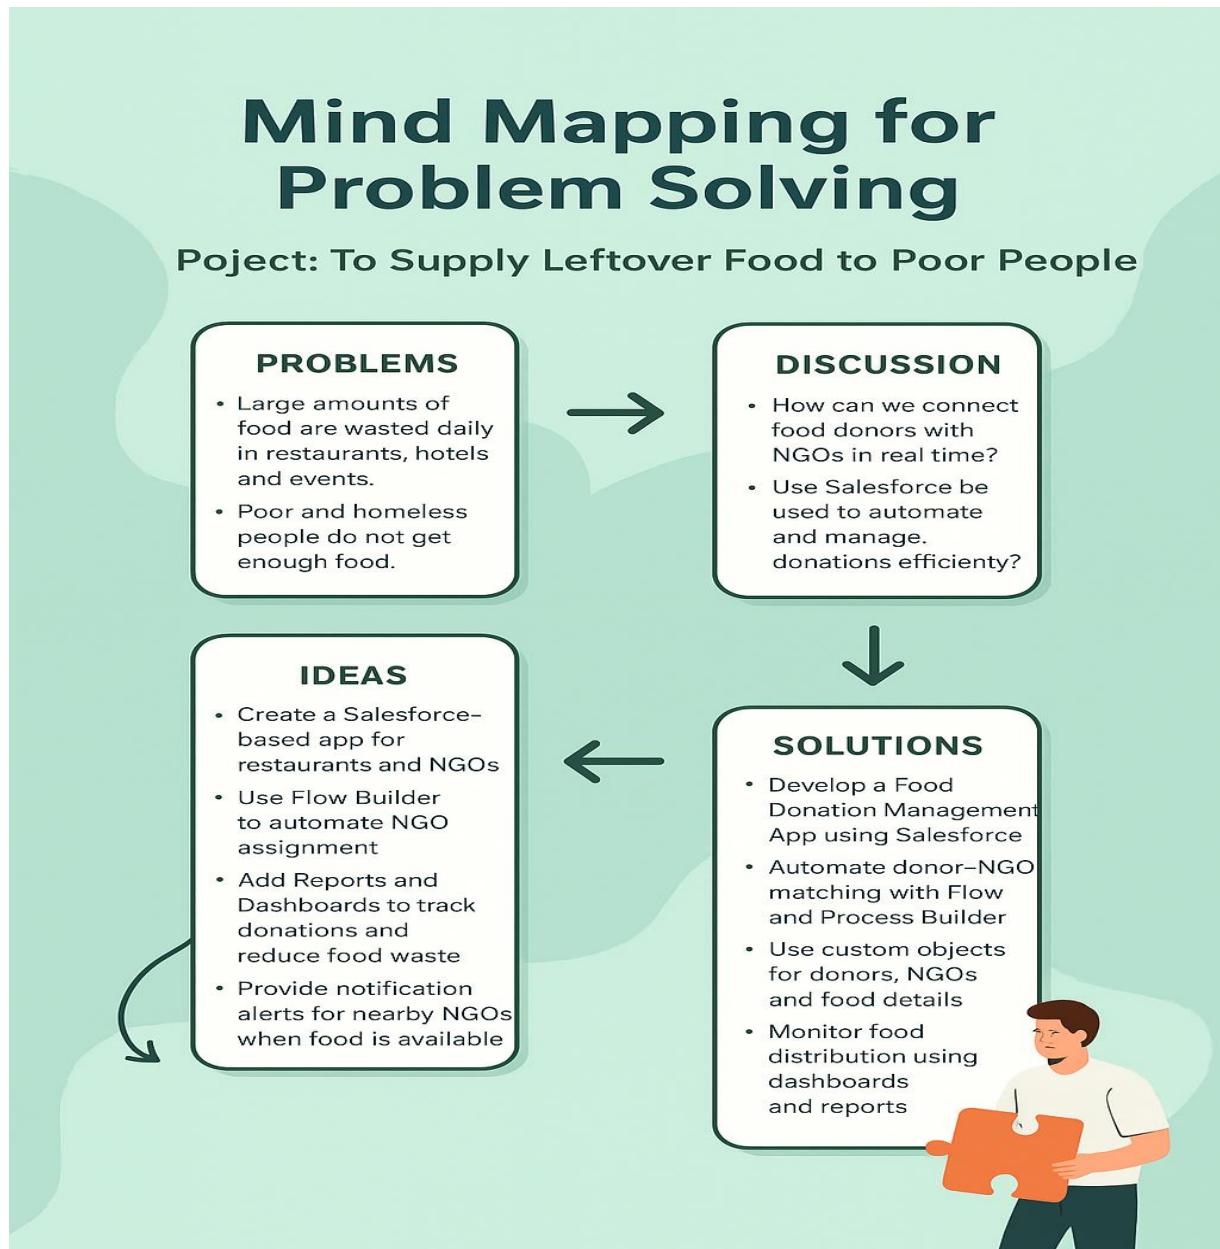 Mind Mapping for
Problem Solving
Poject: To Supply Leftover Food to Poor People
PROBLEMS
• Large amounts of
food are wasted daily
in restaurants, hotels
and events.
• Poor and homeless
people do not get
enough food.
DISCUSSION
• How can we connect
food donors with
NGOs in real time?
• Use Salesforce be
used to automate
and manage.
donations efficienty?
IDEAS
• Create a Salesforce–
based app for
restaurants and NGOs
• Use Flow Builder
to automate NGO
assignment
• Add Reports and
Dashboards to track
donations and
reduce food waste
• Provide notification
alerts for nearby NGOs
when food is available
SOLUTIONS
• Develop a Food
Donation Management
App using Salesforce
• Automate donor–NGO
matching with Flow
and Process Builder
• Use custom objects
for donors, NGOs
and food details
• Monitor food
distribution using
dashboards
and reports